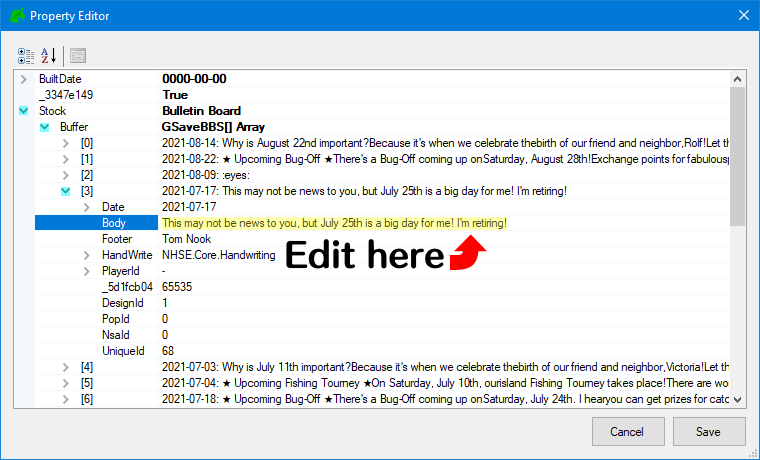 Property Editor
A
Z
BuiltDate 0000-00-00
_3347e149 True
Stock Bulletin Board
Buffer GSaveBBS[] Array
[0] 2021-08-14: Why is August 22nd important?Because it's when we celebrate thebirth of our friend and neighbor,Rolf!Let th
[1] 2021-08-22: ★ Upcoming Bug-Off ★There's a Bug-Off coming up onSaturday, August 28th!Exchange points for fabulousp
[2] 2021-08-09: :eyes:
[3] 2021-07-17: This may not be news to you, but July 25th is a big day for me! I'm retiring!
Date 2021-07-17
Body This may not be news to you, but July 25th is a big day for me! I'm retiring!
Footer Tom Nook
HandWrite NHSE.Core.Handwriting
Edit here
PlayerId -
_5d1fcb04 65535
DesignId 1
PopId 0
NsaId 0
UniqueId 68
[4] 2021-07-03: Why is July 11th important?Because it's when we celebrate thebirth of our friend and neighbor,Victoria!Let th
[5] 2021-07-04: ★ Upcoming Fishing Tourney ★On Saturday, July 10th, ourisland Fishing Tourney takes place!There are wo
[6] 2021-07-18: ★ Upcoming Bug-Off ★There's a Bug-Off coming up onSaturday, July 24th. I hearyou can get prizes for catc
Cancel Save